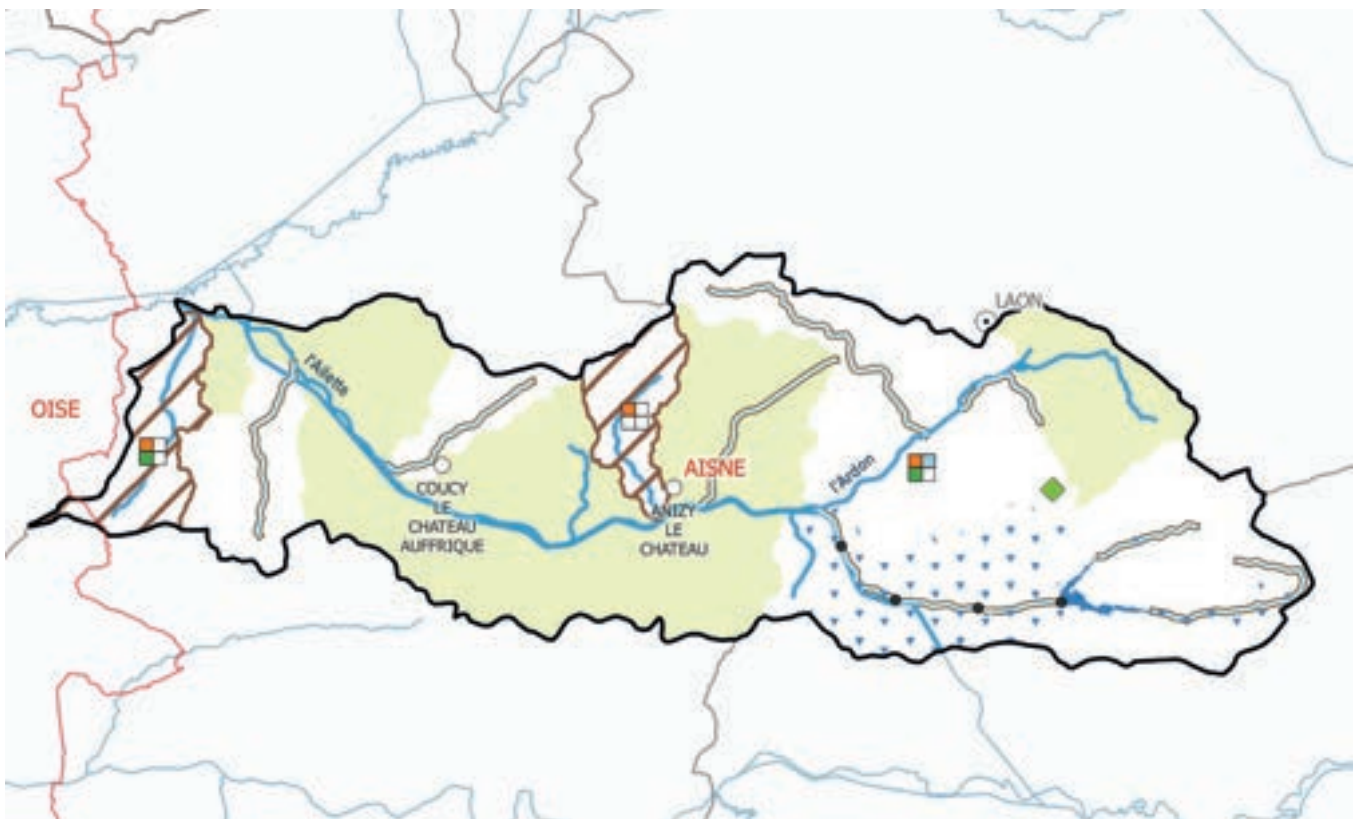 LAON
l'Ailette
OISE
AISNE
l'Ardon
COUCY
LE
CHATEAU
AUFFRIQUE
ANIZY
LE
CHATEAU